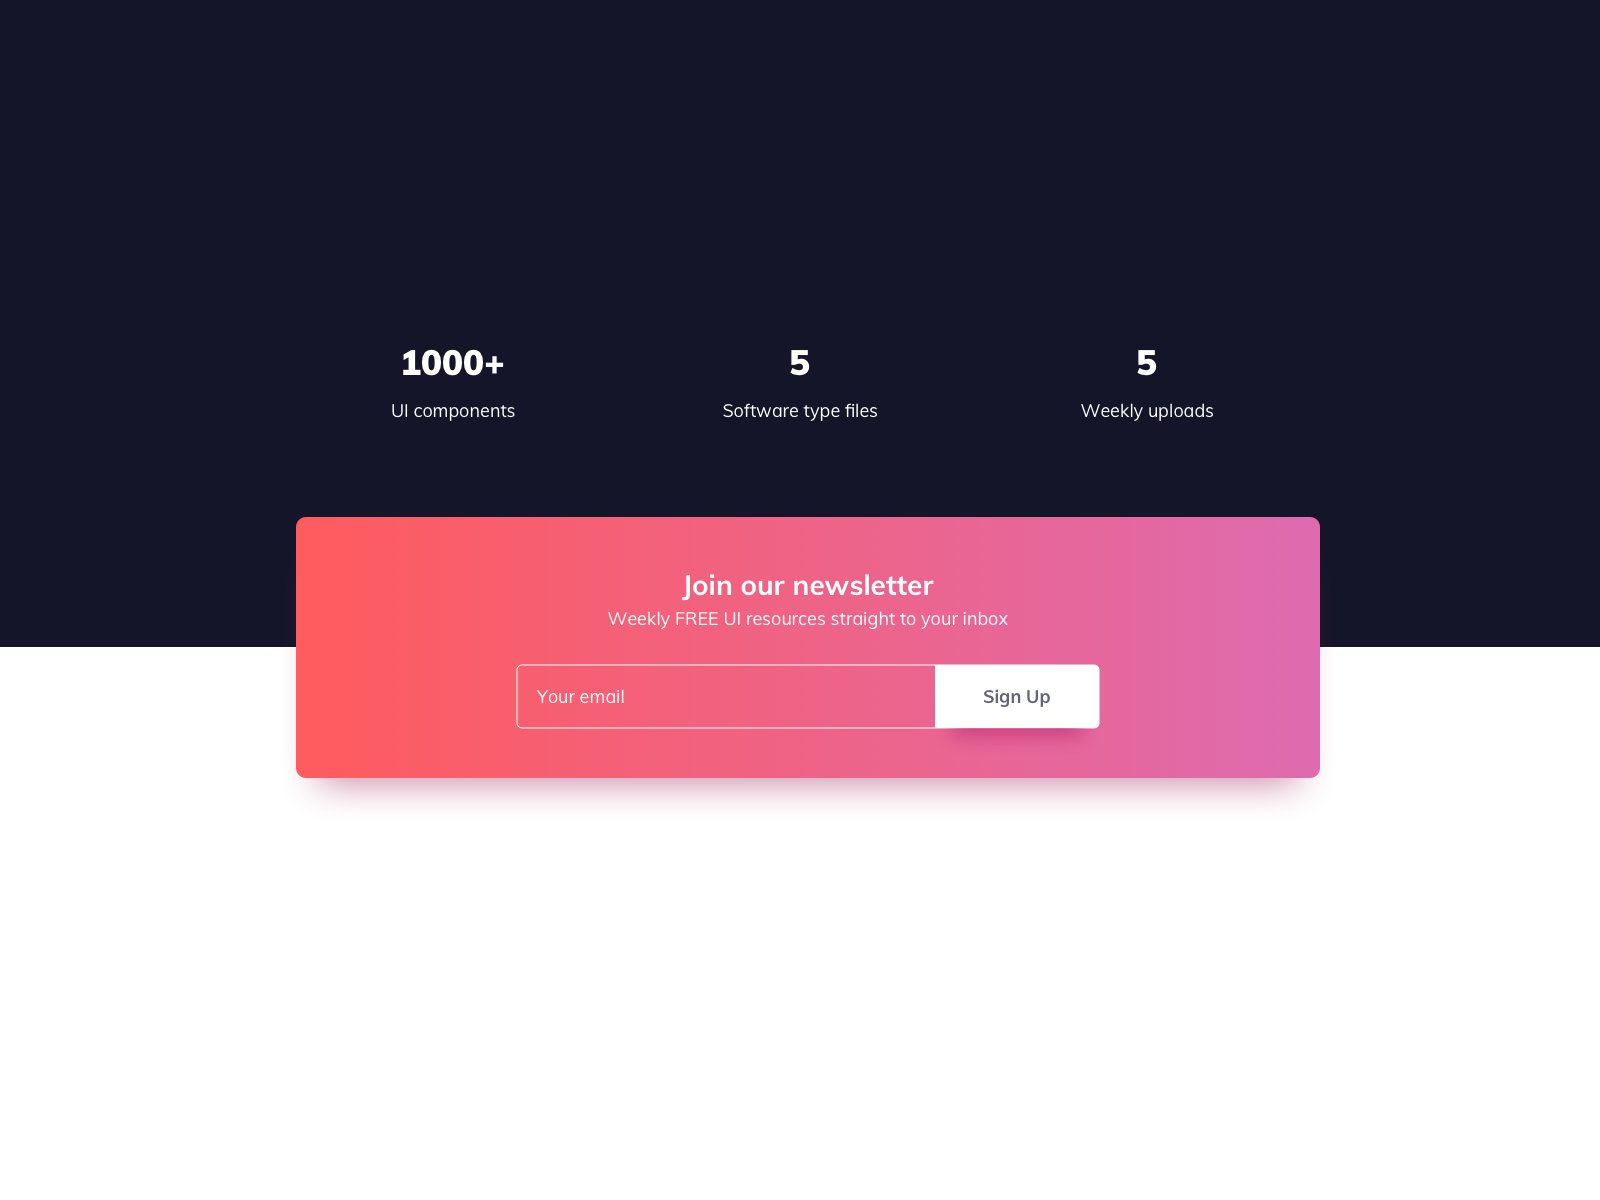 1000+ 5 5
UI components Software type files Weekly uploads
Join our newsletter
Weekly FREE UI resources straight to your inbox
Your email Sign Up